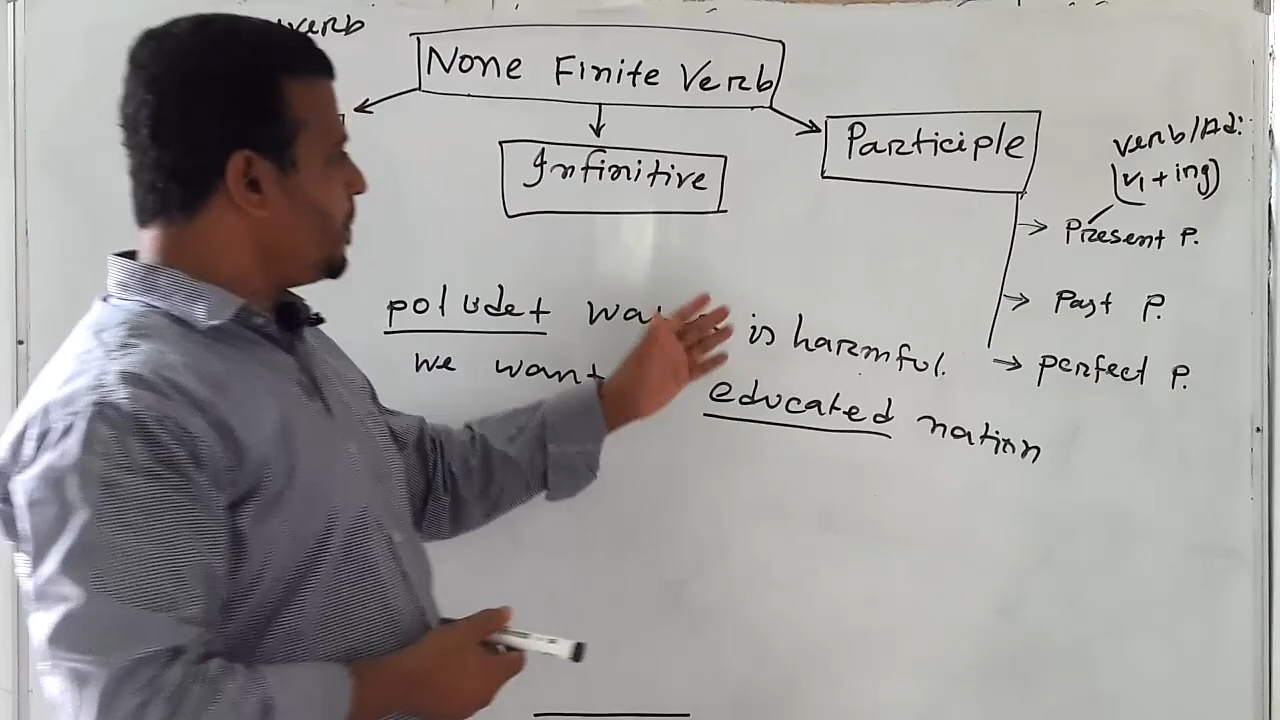 verb
None Finite Verb
Infinitive
Participle
verb/Adj:
(v1 + ing)
Present P.
Past P.
perfect P.
poludet is harmful.
we want educated nation